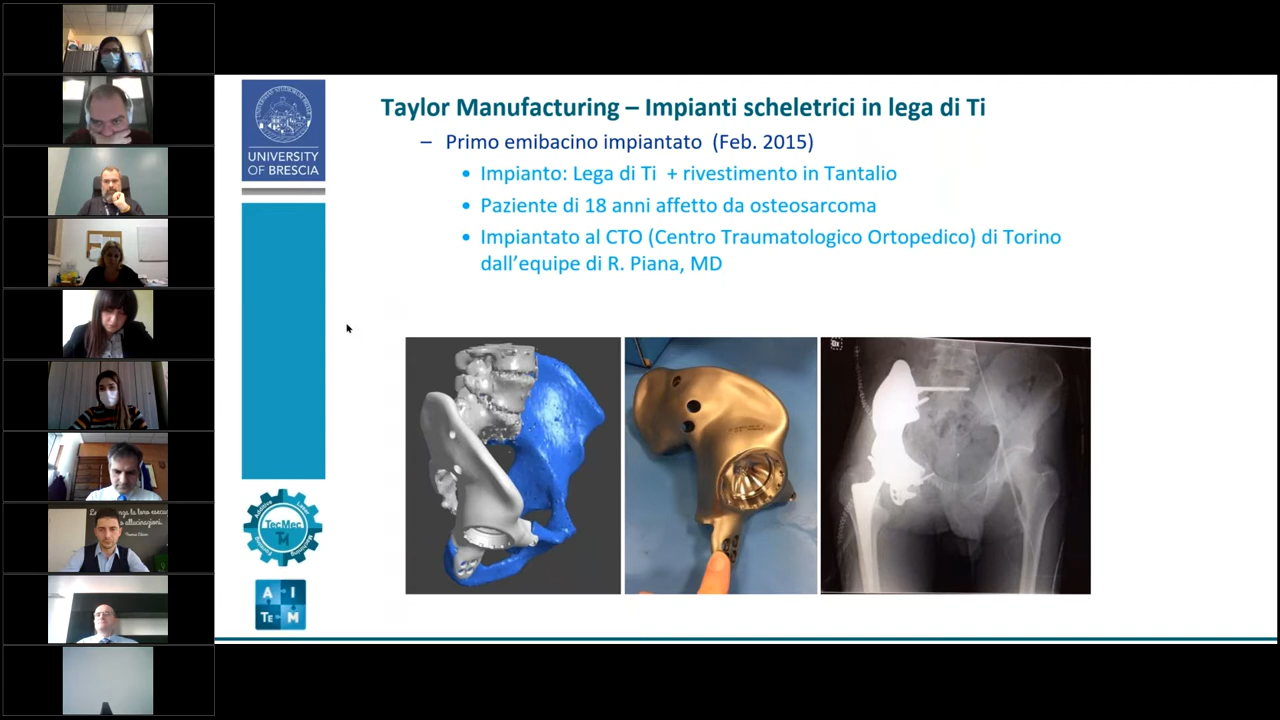 Taylor Manufacturing – Impianti scheletrici in lega di Ti
– Primo emibacino impiantato (Feb. 2015)
• Impianto: Lega di Ti + rivestimento in Tantalio
• Paziente di 18 anni affetto da osteosarcoma
• Impiantato al CTO (Centro Traumatologico Ortopedico) di Torino
dall'equipe di R. Piana, MD
UNIVERSITY
OF BRESCIA
TecMec
A I
TE M